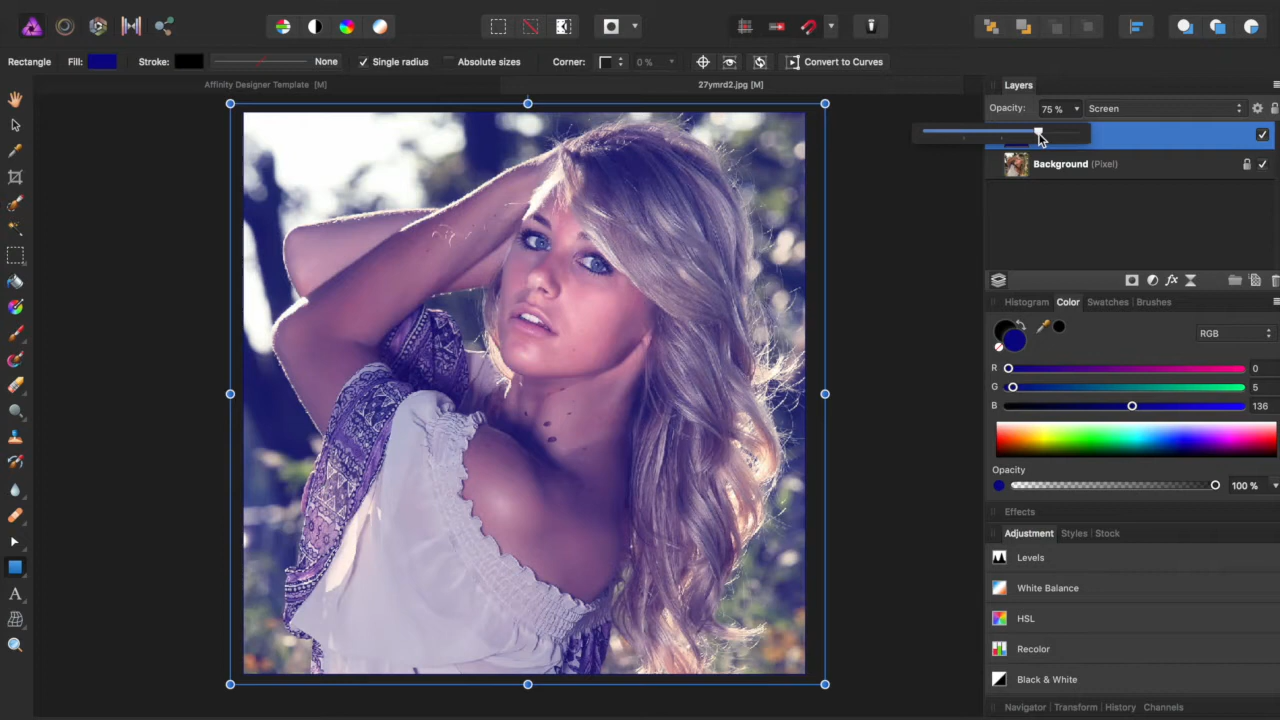 Rectangle Fill: Stroke: None Single radius Absolute sizes Corner: 0 % Convert to Curves
Affinity Designer Template [M] 27ymrd2.jpg [M]
Layers
Opacity: 75 % Screen
Background (Pixel)
Histogram Color Swatches Brushes
RGB
R 0
G 5
B 136
Opacity
100 %
Effects
Adjustment Styles Stock
Levels
White Balance
HSL
Recolor
Black & White
Navigator Transform History Channels